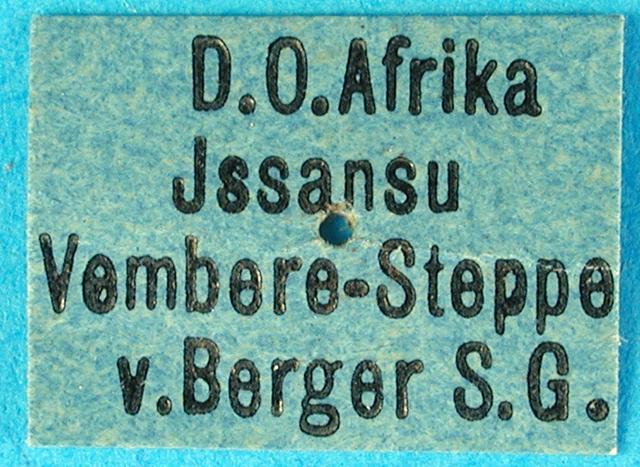 D.O.Afrika
Jssansu
Vembere-Steppe
v.Berger S.G.